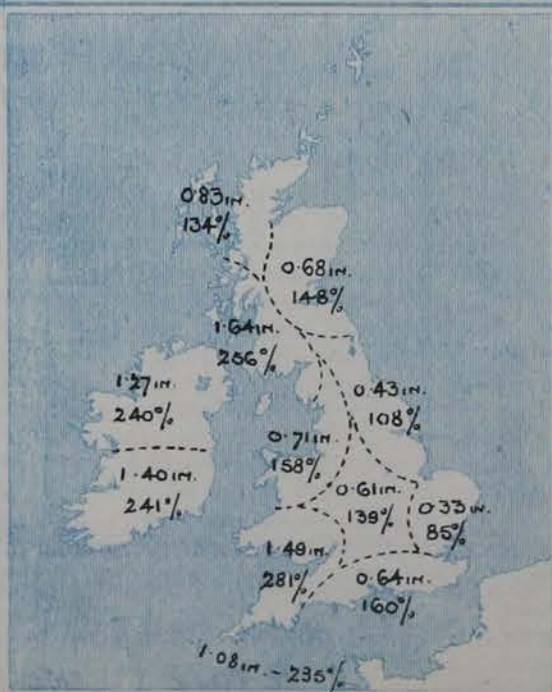 0.83 IN.
134%
0.68 IN.
148%
1.64 IN.
256%
1.27 IN.
240%
0.43 IN.
108%
0.71 IN.
158%
1.40 IN.
241%
0.61 IN.
139%
0.33 IN.
85%
1.49 IN.
281%
0.64 IN.
160%
1.08 IN. - 235%